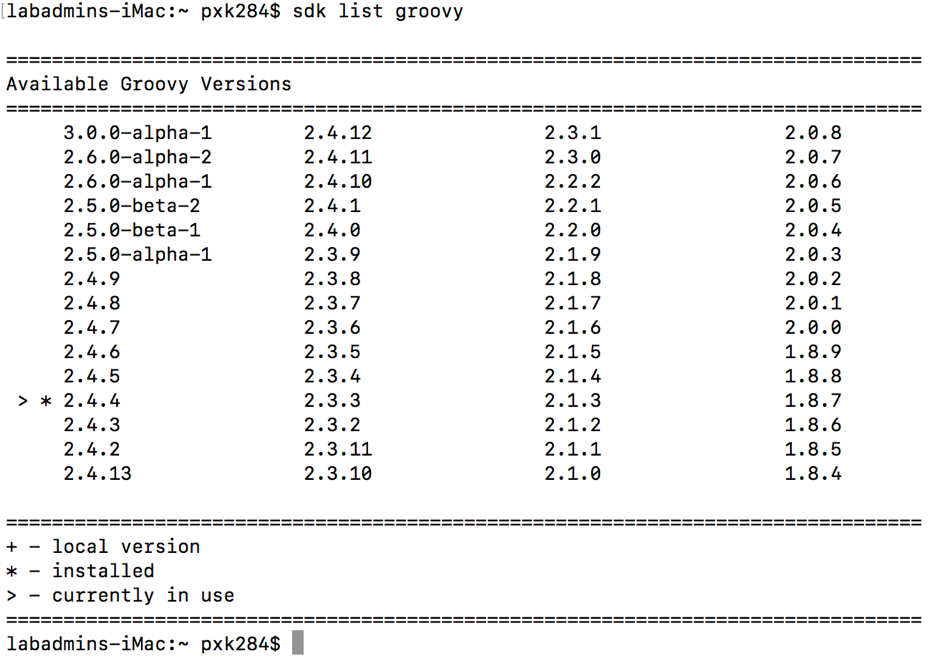 [labadmins-iMac:~ pxk284$ sdk list groovy
================================================================================
Available Groovy Versions
================================================================================
     3.0.0-alpha-1        2.4.12               2.3.1                2.0.8
     2.6.0-alpha-2        2.4.11               2.3.0                2.0.7
     2.6.0-alpha-1        2.4.10               2.2.2                2.0.6
     2.5.0-beta-2         2.4.1                2.2.1                2.0.5
     2.5.0-beta-1         2.4.0                2.2.0                2.0.4
     2.5.0-alpha-1        2.3.9                2.1.9                2.0.3
     2.4.9                2.3.8                2.1.8                2.0.2
     2.4.8                2.3.7                2.1.7                2.0.1
     2.4.7                2.3.6                2.1.6                2.0.0
     2.4.6                2.3.5                2.1.5                1.8.9
     2.4.5                2.3.4                2.1.4                1.8.8
 > * 2.4.4                2.3.3                2.1.3                1.8.7
     2.4.3                2.3.2                2.1.2                1.8.6
     2.4.2                2.3.11               2.1.1                1.8.5
     2.4.13               2.3.10               2.1.0                1.8.4
================================================================================
+ - local version
* - installed
> - currently in use
================================================================================
labadmins-iMac:~ pxk284$